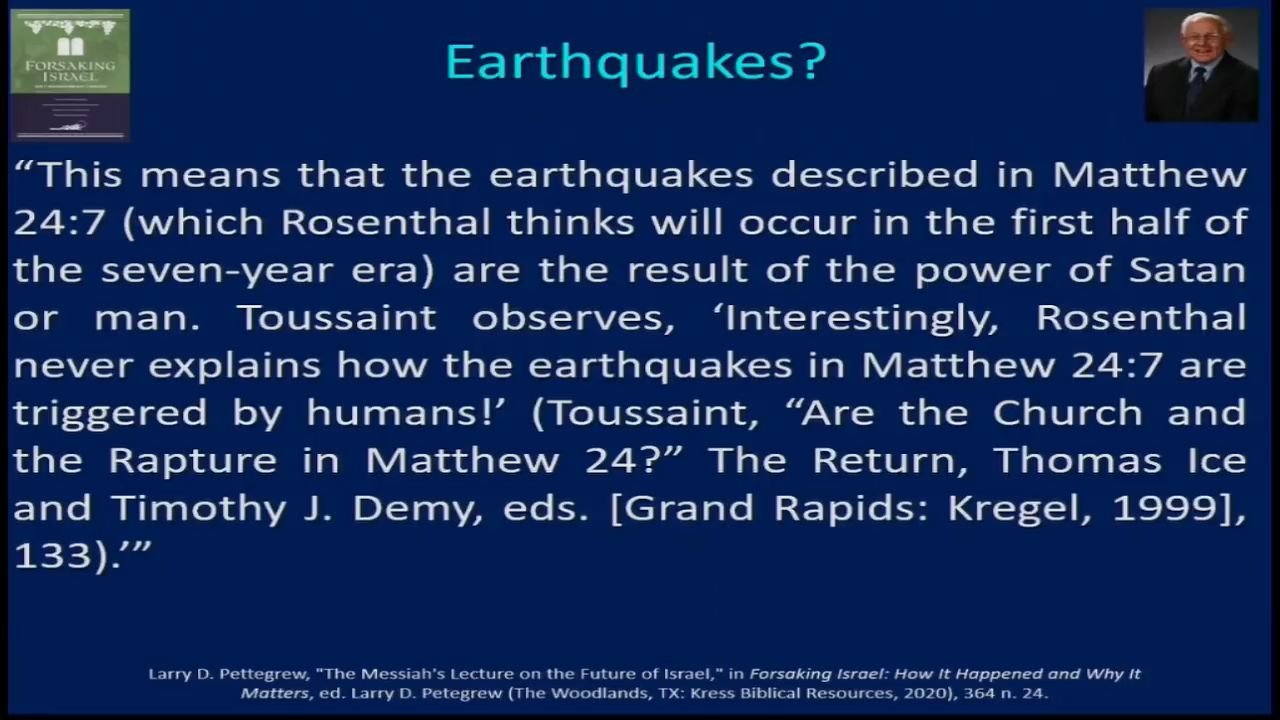 FORSAKING
ISRAEL
Earthquakes?
“This means that the earthquakes described in Matthew
24:7 (which Rosenthal thinks will occur in the first half of
the seven-year era) are the result of the power of Satan
or man. Toussaint observes, ‘Interestingly, Rosenthal
never explains how the earthquakes in Matthew 24:7 are
triggered by humans!’ (Toussaint, “Are the Church and
the Rapture in Matthew 24?” The Return, Thomas Ice
and Timothy J. Demy, eds. [Grand Rapids: Kregel, 1999],
133).’”
Larry D. Pettegrew, "The Messiah's Lecture on the Future of Israel," in Forsaking Israel: How It Happened and Why It
Matters, ed. Larry D. Petegrew (The Woodlands, TX: Kress Biblical Resources, 2020), 364 n. 24.